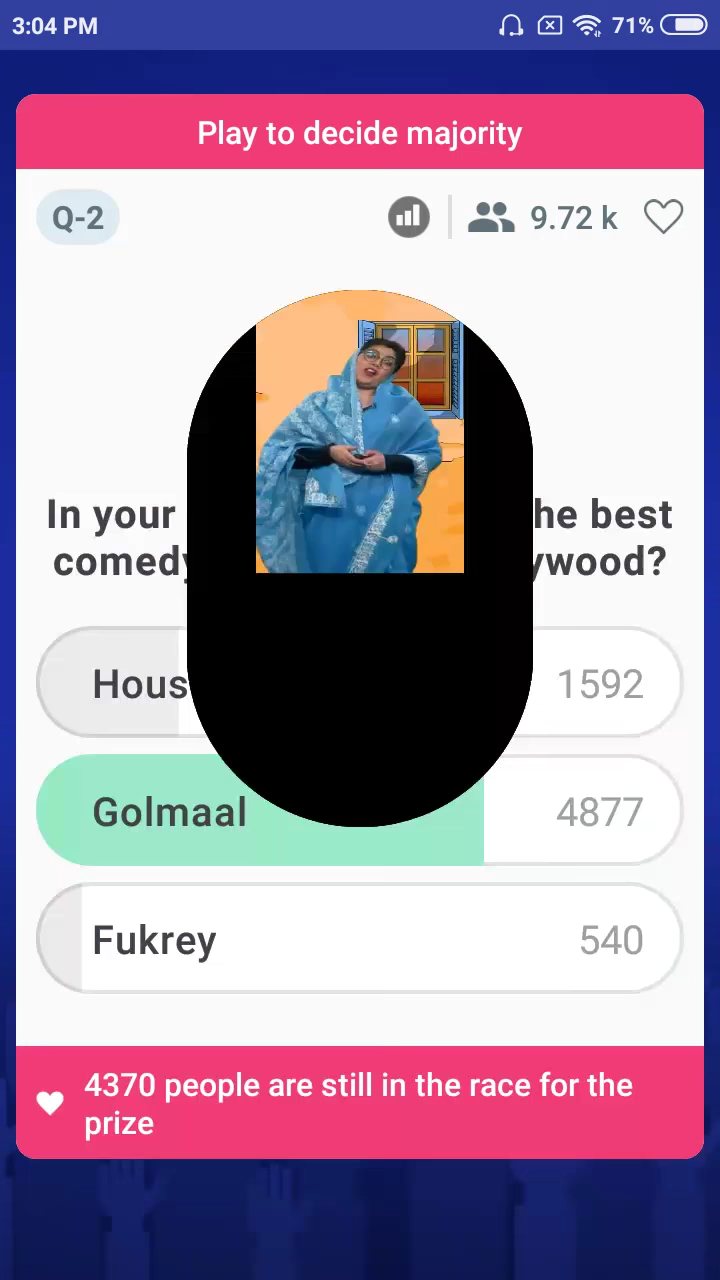 3:04 PM 71%
Play to decide majority
Q-2 9.72 k
In your he best
comedy ywood?
Hous 1592
Golmaal 4877
Fukrey 540
4370 people are still in the race for the
prize